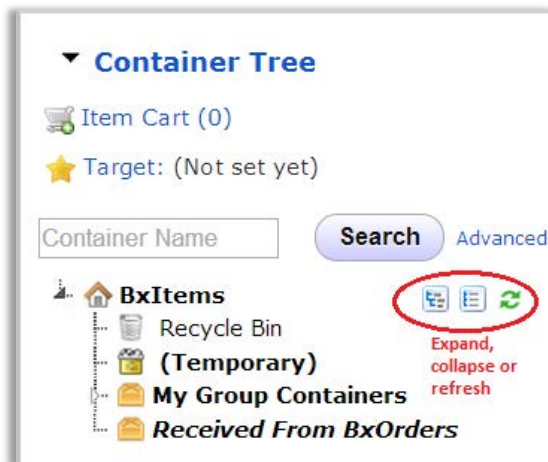 Container Tree
Item Cart (0)
Target: (Not set yet)
Container Name Search Advanced
BxItems
Recycle Bin
(Temporary)
My Group Containers
Received From BxOrders
Expand,
collapse or
refresh